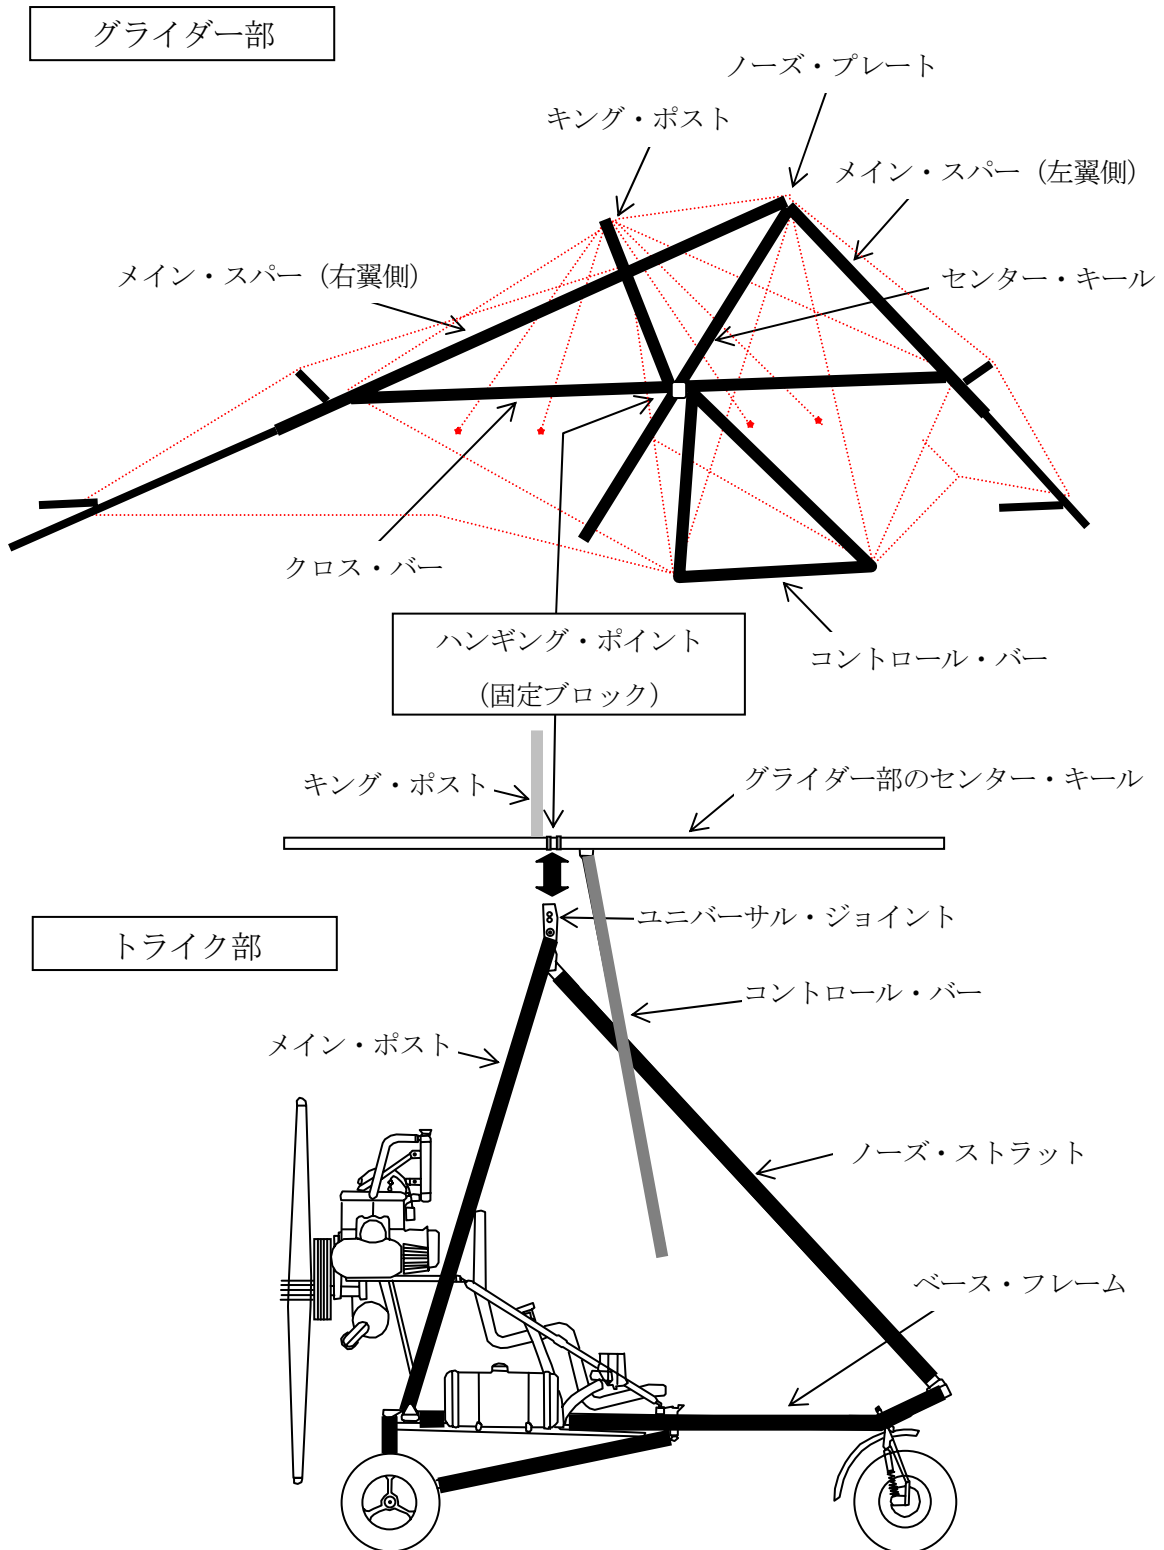 グライダー部
ノーズ・プレート
キング・ポスト
メイン・スパー（左翼側）
メイン・スパー（右翼側）
センター・キール
クロス・バー
ハンギング・ポイント
（固定ブロック）
コントロール・バー
キング・ポスト
グライダー部のセンター・キール
トライク部
ユニバーサル・ジョイント
コントロール・バー
メイン・ポスト
ノーズ・ストラット
ベース・フレーム